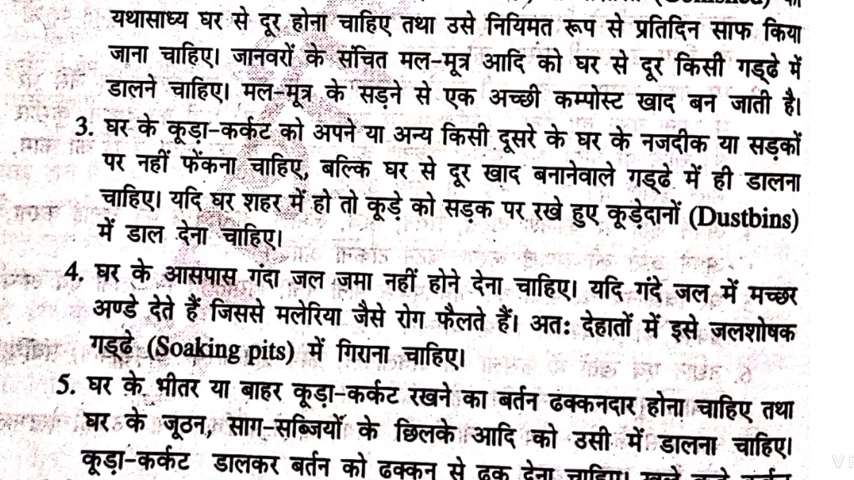 यथासाध्य घर से दूर होना चाहिए तथा उसे नियिमत रूप से प्रतिदिन साफ किया
जाना चाहिए। जानवरों के संचित मल-मूत्र आदि को घर से दूर किसी गड्ढे में
डालने चाहिए। मल-मूत्र के सड़ने से एक अच्छी कम्पोस्ट खाद बन जाती है।
3. घर के कूड़ा-कर्कट को अपने या अन्य किसी दूसरे के घर के नजदीक या सड़कों
पर नहीं फेंकना चाहिए, बल्कि घर से दूर खाद बनानेवाले गड्ढे में ही डालना
चाहिए। यदि घर शहर में हो तो कूड़े को सड़क पर रखे हुए कूड़ेदानों (Dustbins)
में डाल देना चाहिए।
4. घर के आसपास गंदा जल जमा नहीं होने देना चाहिए। यदि गंदे जल में मच्छर
अण्डे देते हैं जिससे मलेरिया जैसे रोग फैलते हैं। अतः देहातों में इसे जलशोषक
गड्ढे (Soaking pits) में गिराना चाहिए।
5. घर के भीतर या बाहर कूड़ा-कर्कट रखने का बर्तन ढक्कनदार होना चाहिए तथा
घर के जूठन, साग-सब्जियों के छिलके आदि को उसी में डालना चाहिए।
कूड़ा-कर्कट डालकर बर्तन को ढक्कन से ढक देना चाहिए।